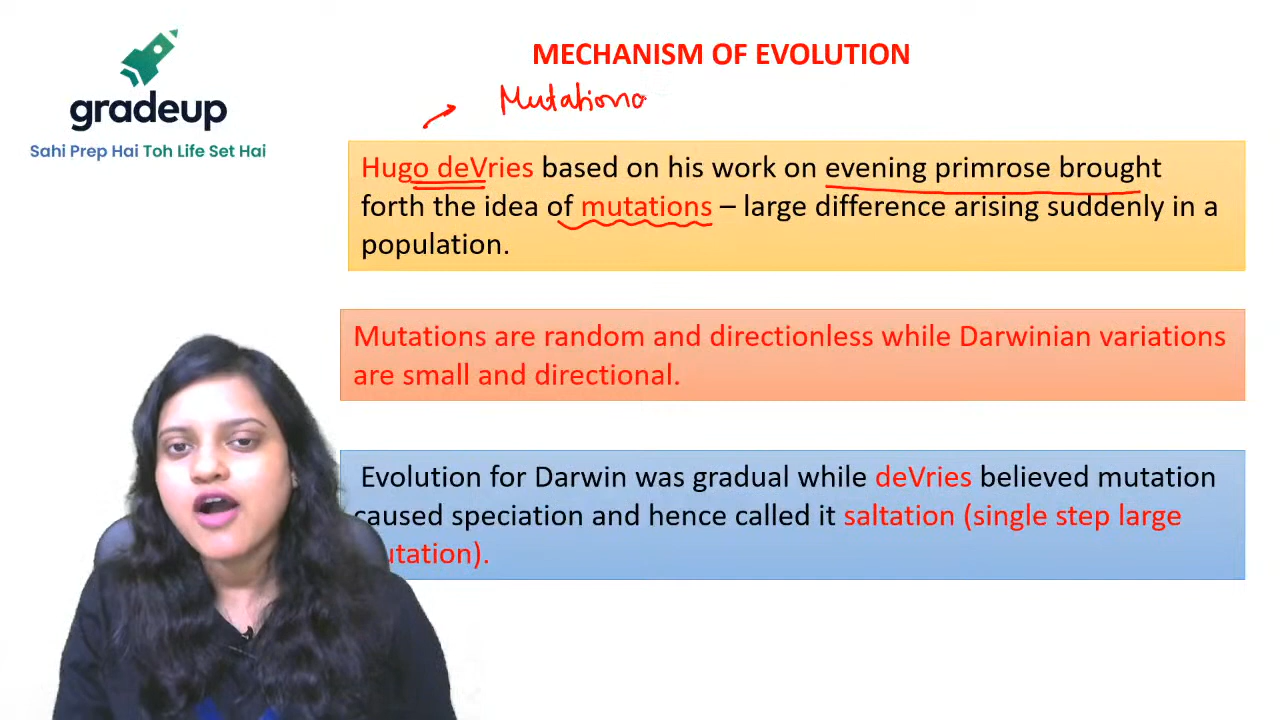 gradeup
Sahi Prep Hai Toh Life Set Hai
MECHANISM OF EVOLUTION
Mutationa
Hugo deVries based on his work on evening primrose brought
forth the idea of mutations – large difference arising suddenly in a
population.
Mutations are random and directionless while Darwinian variations
are small and directional.
Evolution for Darwin was gradual while deVries believed mutation
caused speciation and hence called it saltation (single step large
utation).